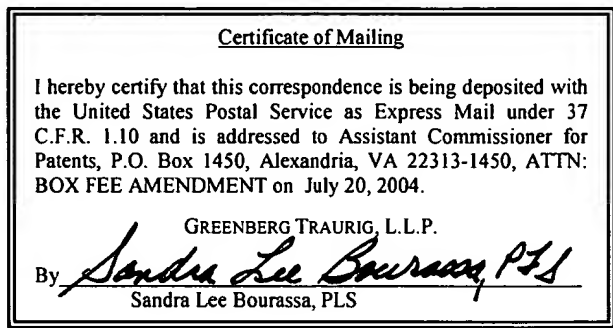 Certificate of Mailing
I hereby certify that this correspondence is being deposited with
the United States Postal Service as Express Mail under 37
C.F.R. 1.10 and is addressed to Assistant Commissioner for
Patents, P.O. Box 1450, Alexandria, VA 22313-1450, ATTN:
BOX FEE AMENDMENT on July 20, 2004.
GREENBERG TRAURIG, L.L.P.
By Sandra Lee Bourassa, PLS
Sandra Lee Bourassa, PLS